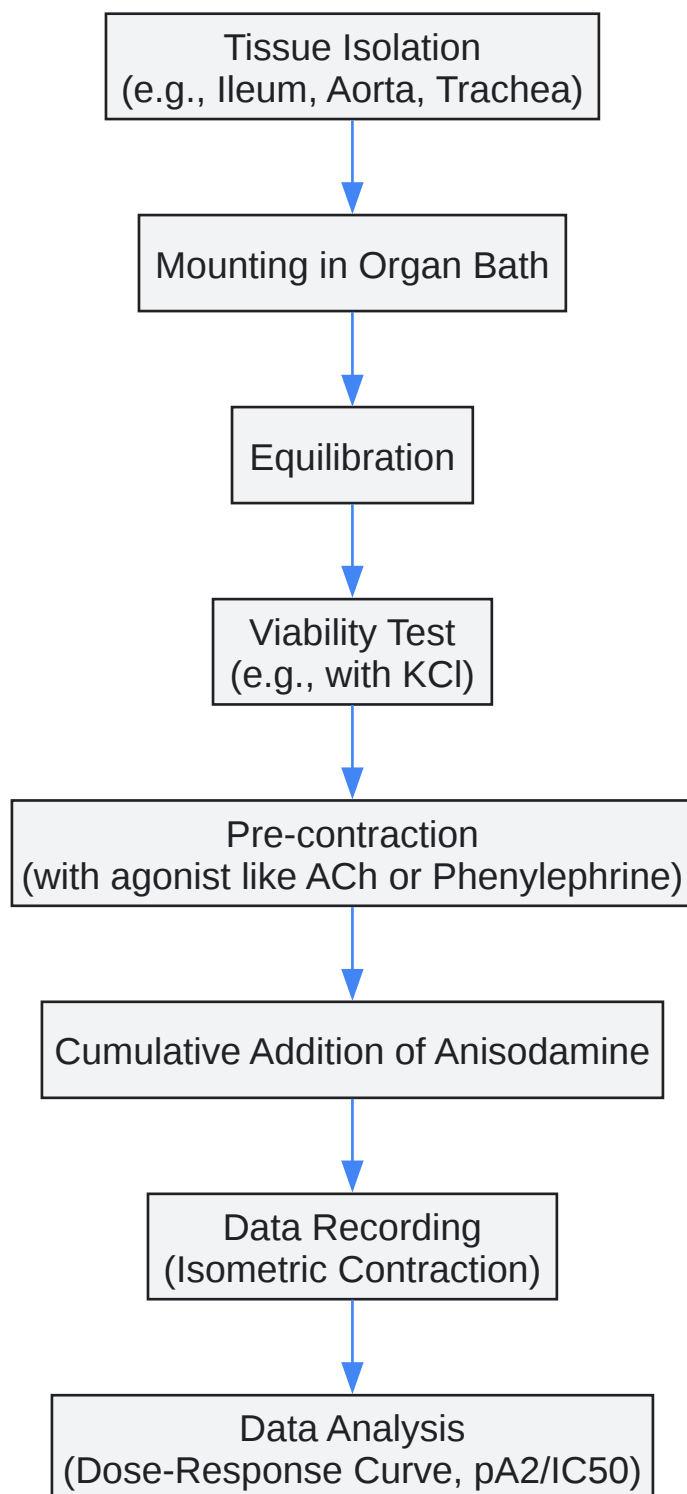 Tissue Isolation
(e.g., Ileum, Aorta, Trachea)
Mounting in Organ Bath
Equilibration
Viability Test
(e.g., with KCl)
Pre-contraction
(with agonist like ACh or Phenylephrine)
Cumulative Addition of Anisodamine
Data Recording
(Isometric Contraction)
Data Analysis
(Dose-Response Curve, pA2/IC50)